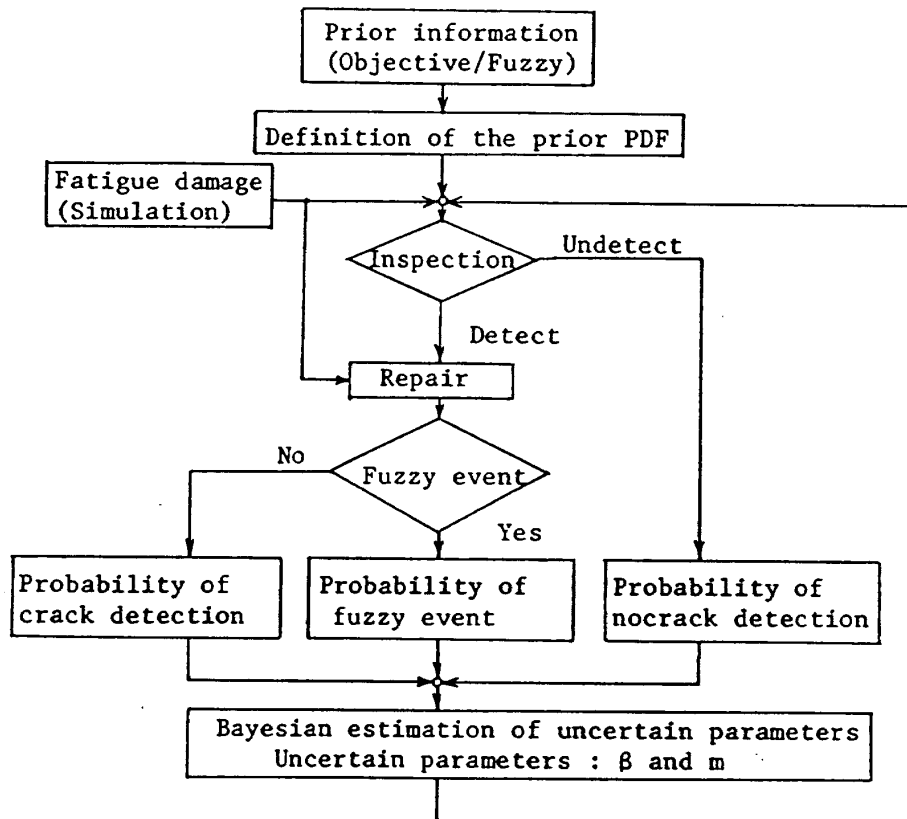 Prior information
(Objective/Fuzzy)
Definition of the prior PDF
Fatigue damage
(Simulation)
Inspection
Undetect
Detect
Repair
No
Fuzzy event
Yes
Probability of
crack detection
Probability of
fuzzy event
Probability of
nocrack detection
Bayesian estimation of uncertain parameters
Uncertain parameters : β and m